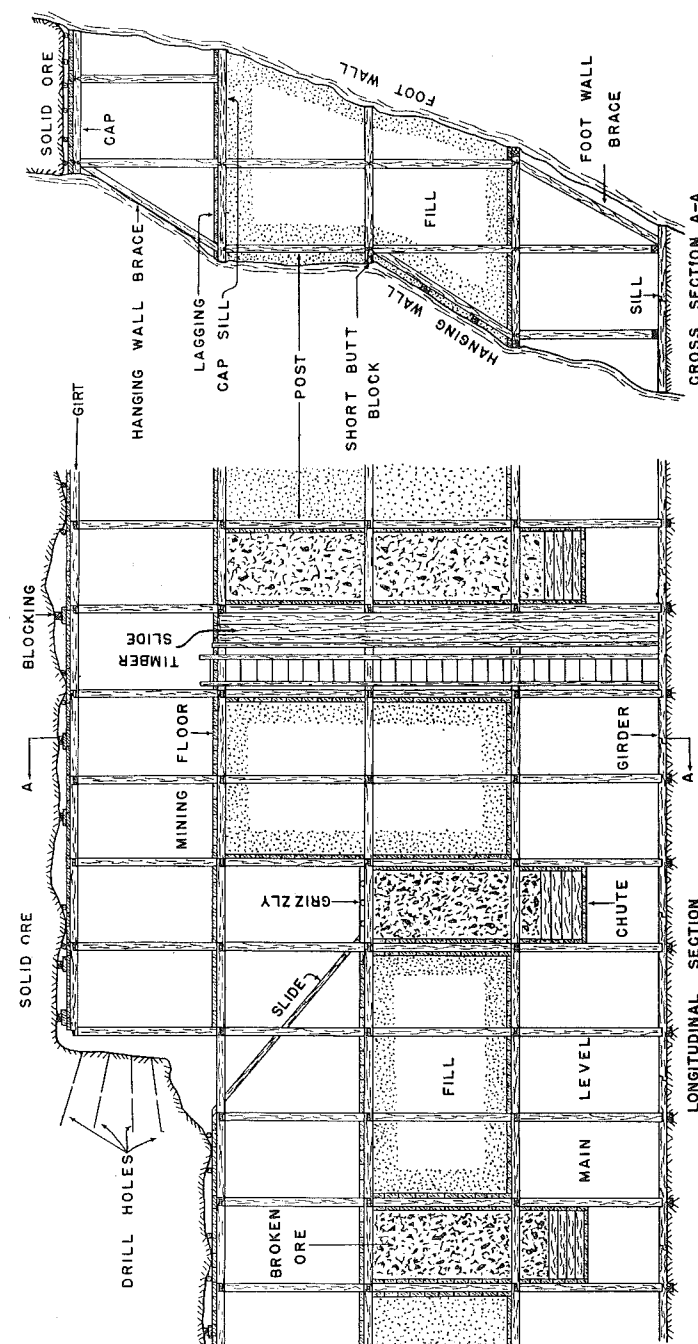 SOLID ORE
CAP
HANGING WALL BRACE
LAGGING
CAP SILL
POST
SHORT BUTT
BLOCK
HANGING WALL
FILL
FOOT WALL
FOOT WALL
BRACE
SILL
CROSS SECTION A-A
GIRT
BLOCKING
A
SOLID ORE
DRILL HOLES
TIMBER
SLIDE
MINING FLOOR
GRIZZLY
SLIDE
BROKEN
ORE
FILL
CHUTE
MAIN LEVEL
GIRDER
A
LONGITUDINAL SECTION